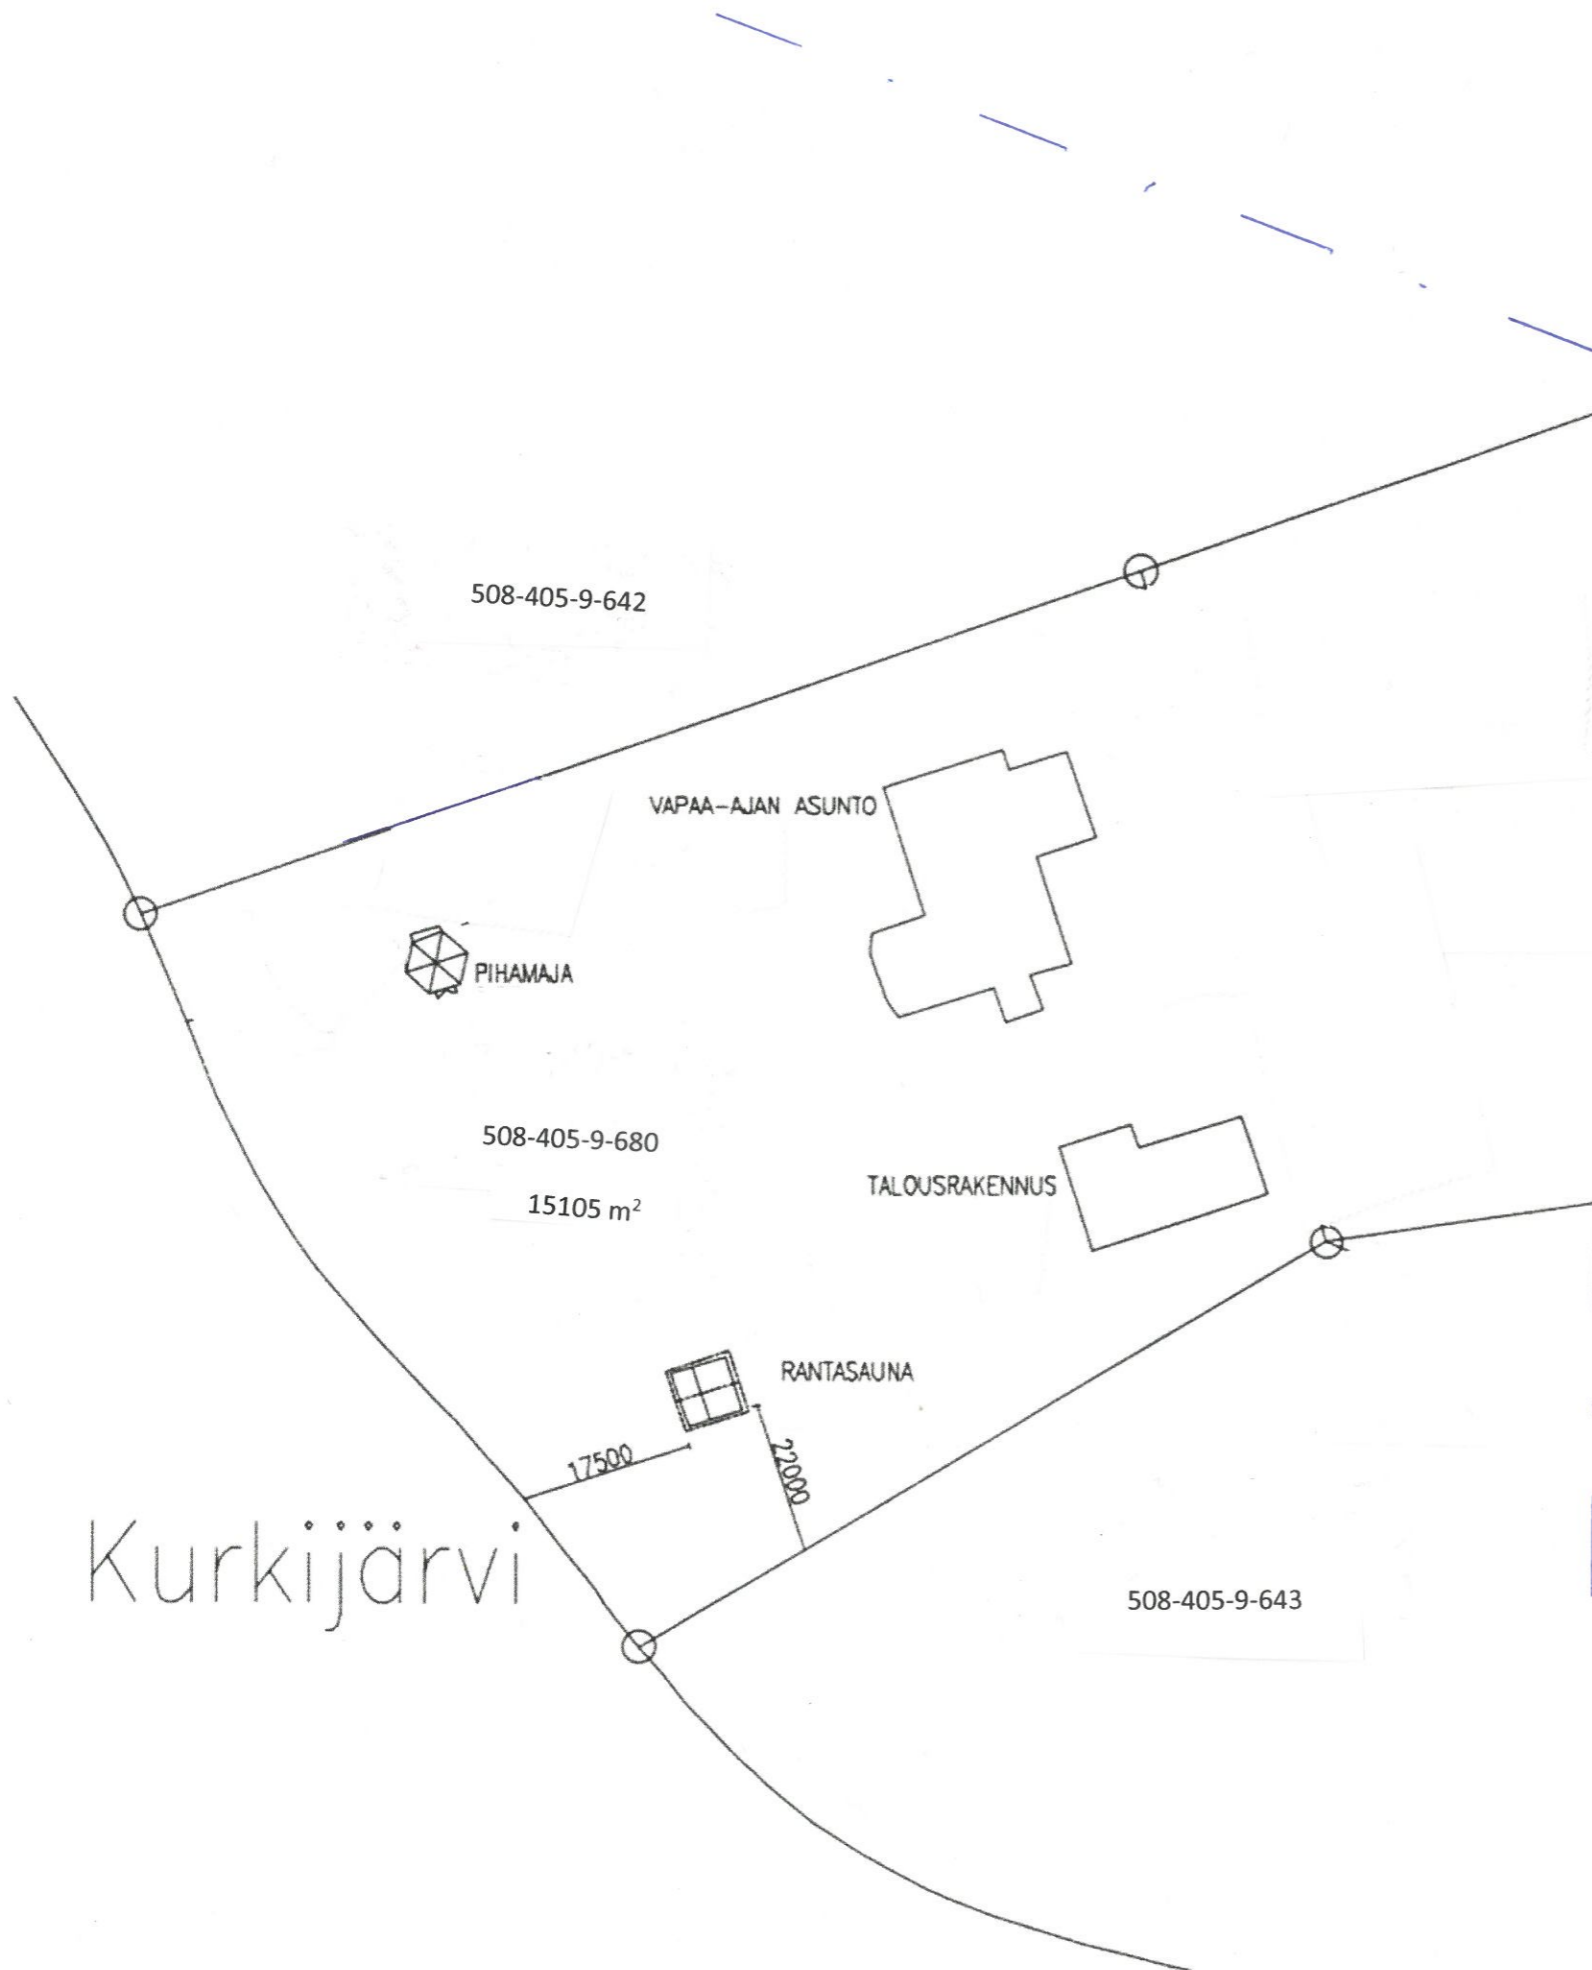 508-405-9-642
VAPAA-AJAN ASUNTO
PIHAMAJA
508-405-9-680
15105 m²
TALOUSRAKENNUS
RANTASAUNA
17500
22000
Kurkijärvi
508-405-9-643